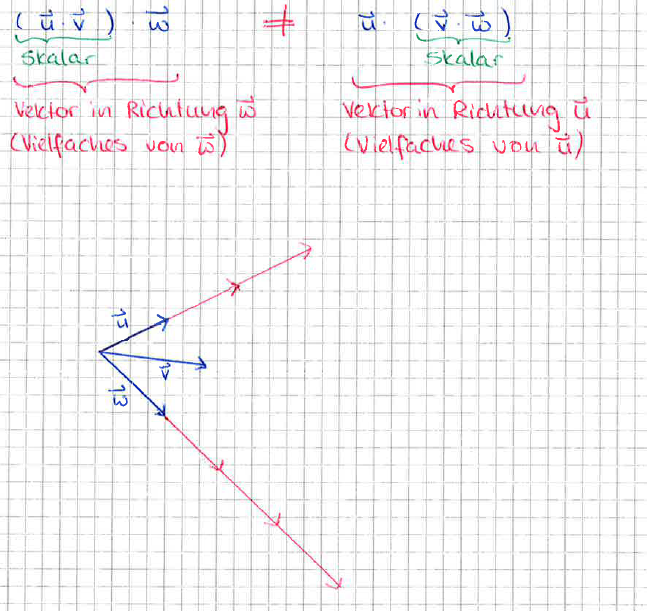 (u⃗ · v⃗) · w⃗ ≠ u⃗ · (v⃗ · w⃗)
Skalar Skalar
Vektor in Richtung w⃗ Vektor in Richtung u⃗
(Vielfaches von w⃗) (Vielfaches von u⃗)
u⃗
v⃗
w⃗